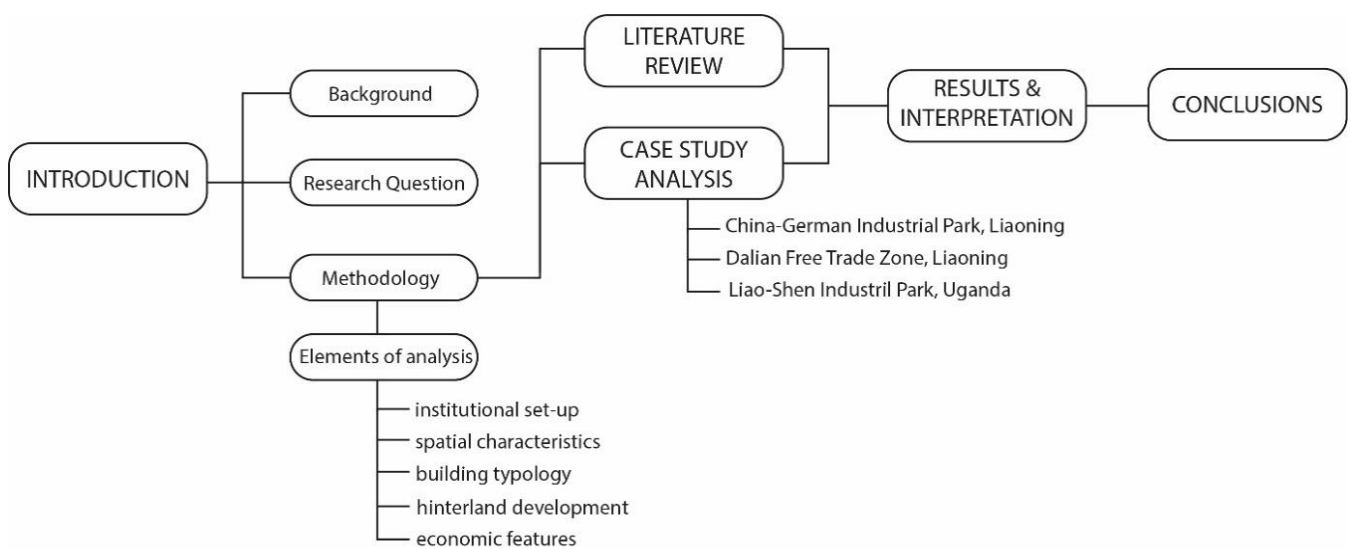 INTRODUCTION
Background
Research Question
Methodology
Elements of analysis
institutional set-up
spatial characteristics
building typology
hinterland development
economic features
LITERATURE
REVIEW
CASE STUDY
ANALYSIS
China-German Industrial Park, Liaoning
Dalian Free Trade Zone, Liaoning
Liao-Shen Industril Park, Uganda
RESULTS &
INTERPRETATION
CONCLUSIONS